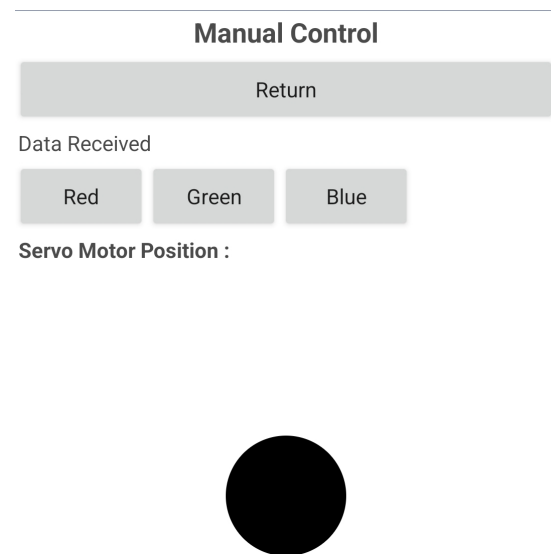 Manual Control
Return
Data Received
Red Green Blue
Servo Motor Position :